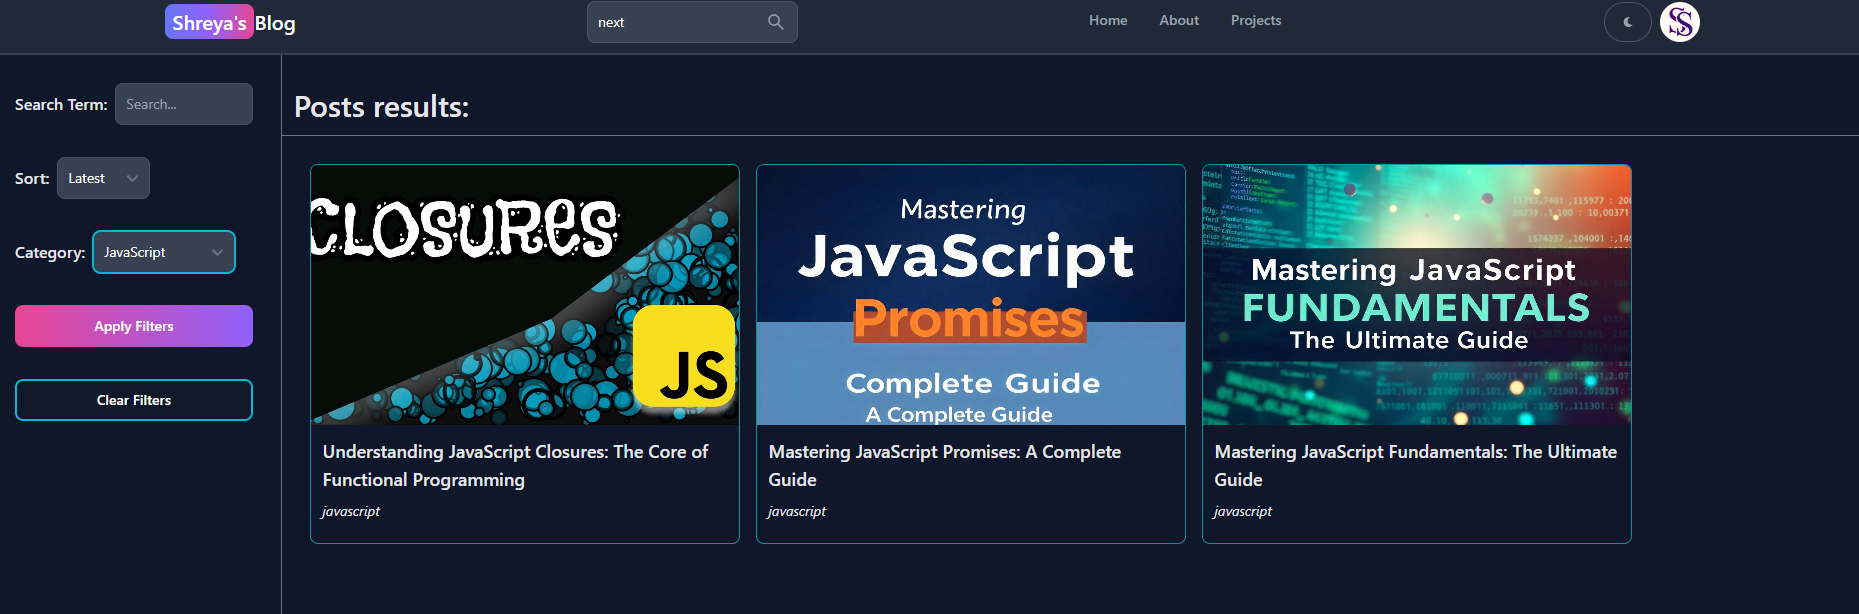 Shreya's Blog
next
Home About Projects
SS
Search Term: Search...
Sort: Latest
Category: JavaScript
Apply Filters
Clear Filters
Posts results:
CLOSURES
JS
Understanding JavaScript Closures: The Core of
Functional Programming
javascript
Mastering
JavaScript
Promises
Complete Guide
A Complete Guide
Mastering JavaScript Promises: A Complete
Guide
javascript
Mastering JavaScript
FUNDAMENTALS
The Ultimate Guide
Mastering JavaScript Fundamentals: The Ultimate
Guide
javascript